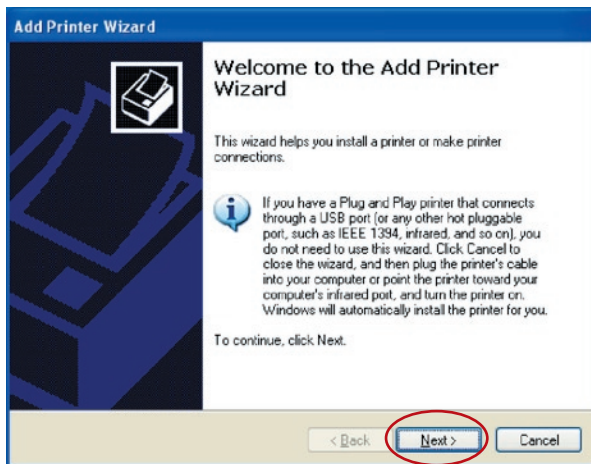 Add Printer Wizard
Welcome to the Add Printer
Wizard
This wizard helps you install a printer or make printer
connections.
If you have a Plug and Play printer that connects
through a USB port (or any other hot pluggable
port, such as IEEE 1394, infrared, and so on), you
do not need to use this wizard. Click Cancel to
close the wizard, and then plug the printer's cable
into your computer or point the printer toward your
computer's infrared port, and turn the printer on.
Windows will automatically install the printer for you.
To continue, click Next.
< Back Next > Cancel